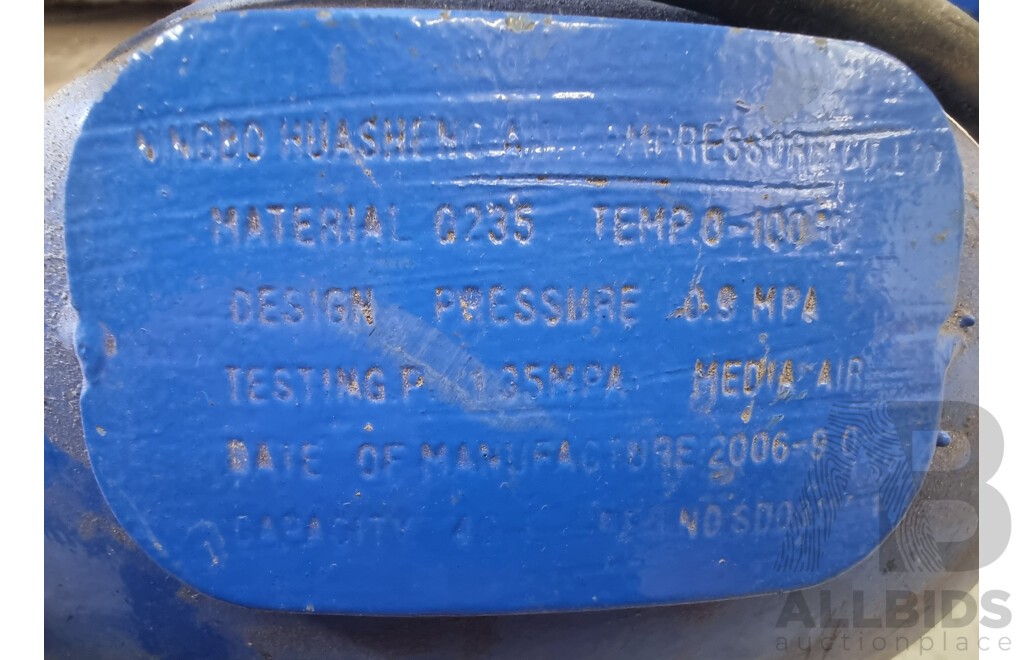 NINGBO HUASHENG AIR COMPRESSOR CO LTD
MATERIAL Q235 TEMP.0-100℃
DESIGN PRESSURE 0.9 MPA
TESTING.P. 1.35MPA MEDIA AIR
DATE OF MANUFACTURE 2006-9
CAPACITY
AB
ALLBIDS
auctionplace